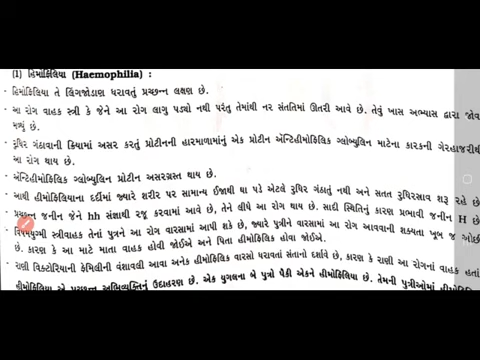 (1) હિમોફિલિયા (Haemophilia) :
- હિમોફિલિયા તે લિંગજોડાણ ધરાવતું પ્રચ્છન્ન લક્ષણ છે.
- આ રોગ વાહક સ્ત્રી કે જેને આ રોગ લાગુ પડ્યો નથી પરંતુ તેમાંથી નર સંતતિમાં ઊતરી આવે છે. તેવું ખાસ અભ્યાસ દ્વારા જોવા
મળ્યું છે.
- રૂધિર ગંઠાવાની ક્રિયામાં અસર કરતું પ્રોટીનની હારમાળામાંનું એક પ્રોટીન એન્ટિહીમોફિલિક ગ્લોબ્યુલિન માટેના કારકની ગેરહાજરીથી
આ રોગ થાય છે.
- એન્ટિહીમોફિલિક ગ્લોબ્યુલિન પ્રોટીન અસરગ્રસ્ત થાય છે.
- આથી હીમોફિલિયાના દર્દીમાં જ્યારે શરીર પર સામાન્ય ઈજાથી ઘા પડે એટલે રૂધિર ગંઠાતું નથી અને સતત રૂધિરસ્રાવ શરૂ રહે છે
પ્રચ્છન્ન જનીન જેને hh સંજ્ઞાથી રજૂ કરવામાં આવે છે, તેને લીધે આ રોગ થાય છે. સાદી સ્થિતિનું કારણ પ્રભાવી જનીન H છે
- વિષમયુગ્મી સ્ત્રીવાહક તેનાં પુત્રને આ રોગ વારસામાં આપી શકે છે, જ્યારે પુત્રીને વારસામાં આ રોગ આવવાની શક્યતા ખૂબ જ ઓછી
છે. કારણ કે આ માટે માતા વાહક હોવી જોઈએ અને પિતા હીમોફિલિક હોવા જોઈએ.
- રાણી વિક્ટોરિયાની ફેમિલીની વંશાવલી આવા અનેક હીમોફિલિક વારસો ધરાવતાં સંતાનો દર્શાવે છે, કારણ કે રાણી આ રોગનાં વાહક હતાં
હીમોફિલિયા એ પ્રચ્છન્ન અભિવ્યક્તિનું ઉદાહરણ છે. એક યુગલના બે પુત્રો પૈકી એકને હીમોફિલિયા છે. તેમની પુત્રીઓમાં